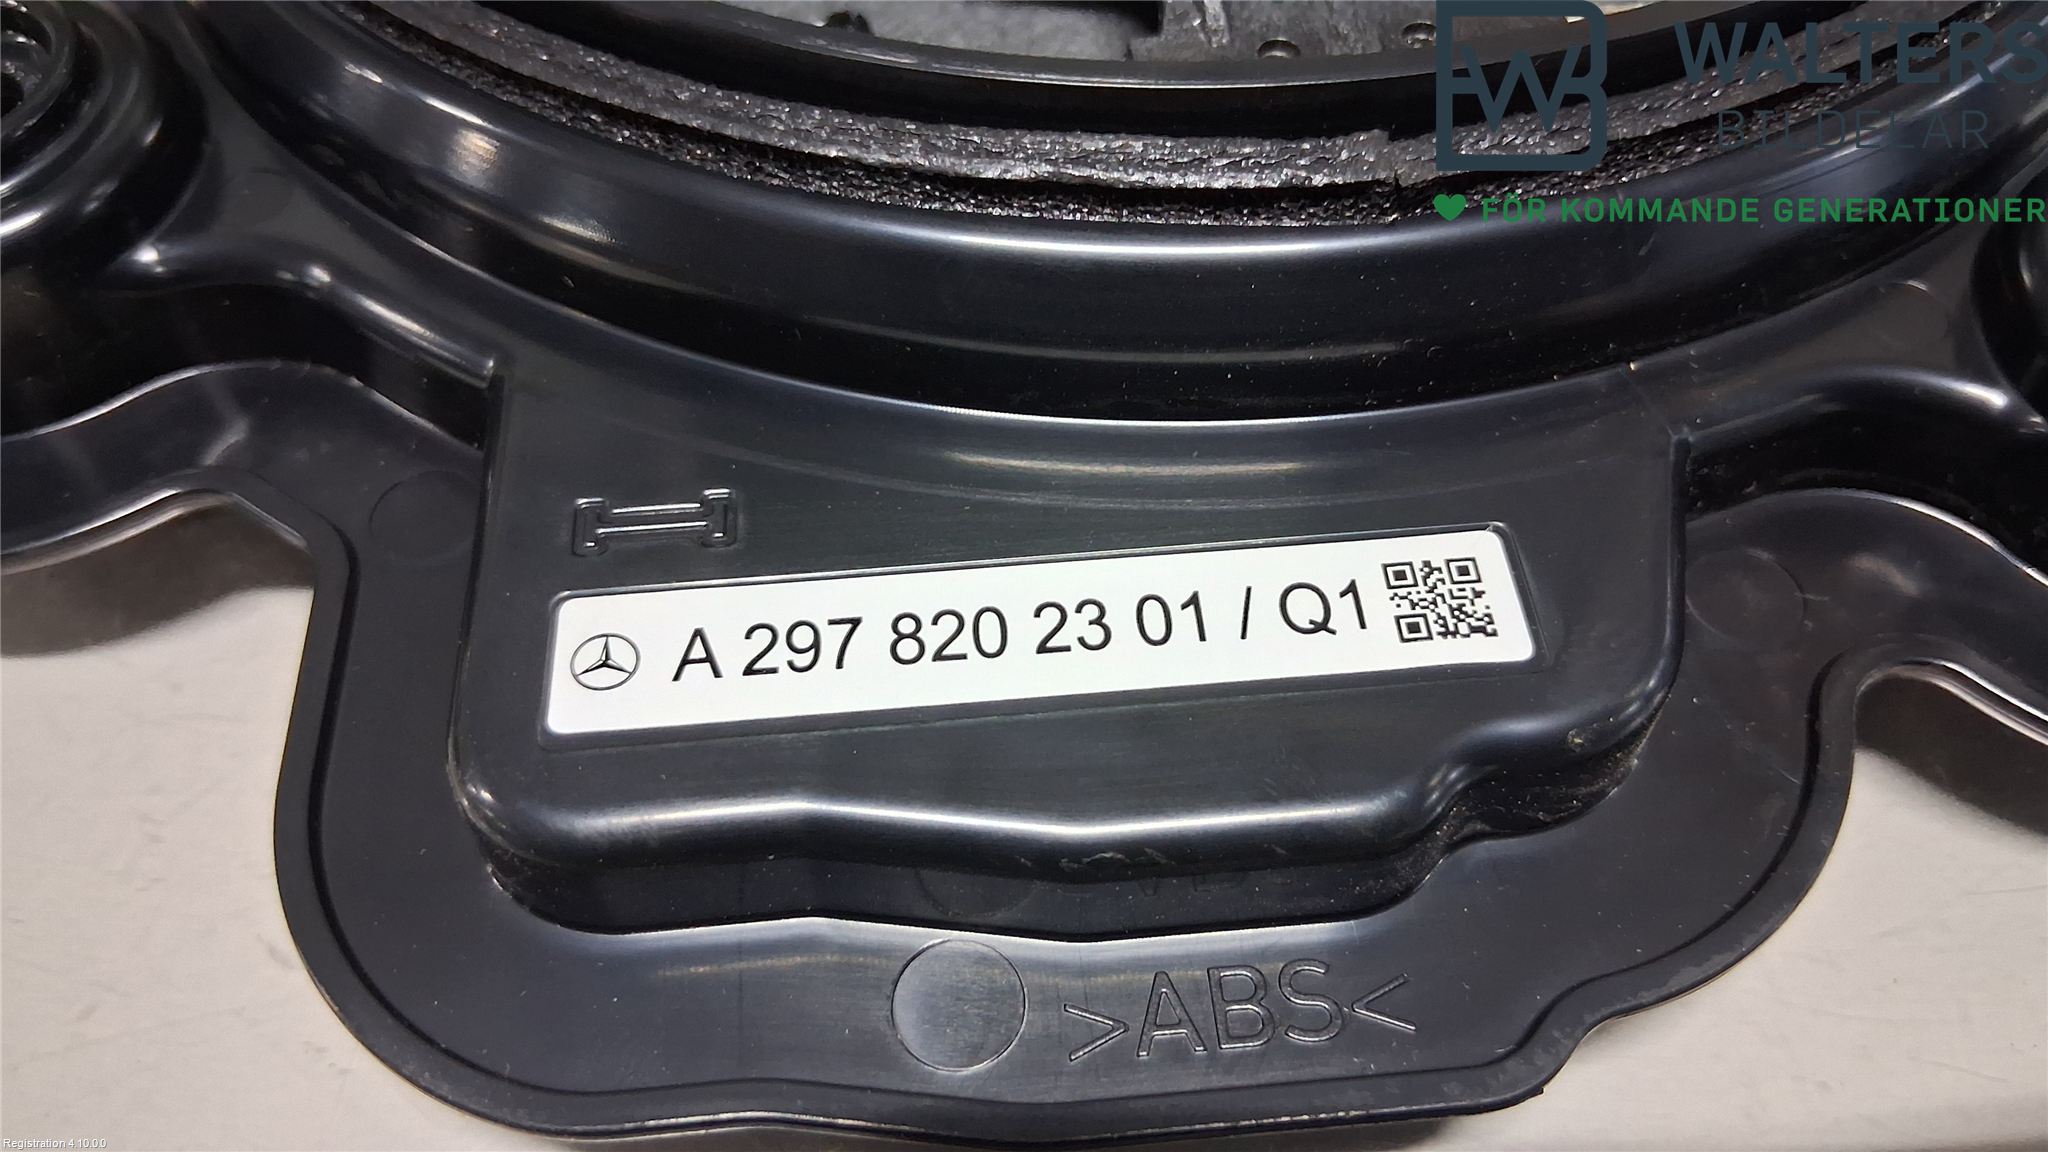 WALTERS
BILDELAR
FÖR KOMMANDE GENERATIONER
A 297 820 23 01 / Q1
>ABS<
Registration 4.10.0.0